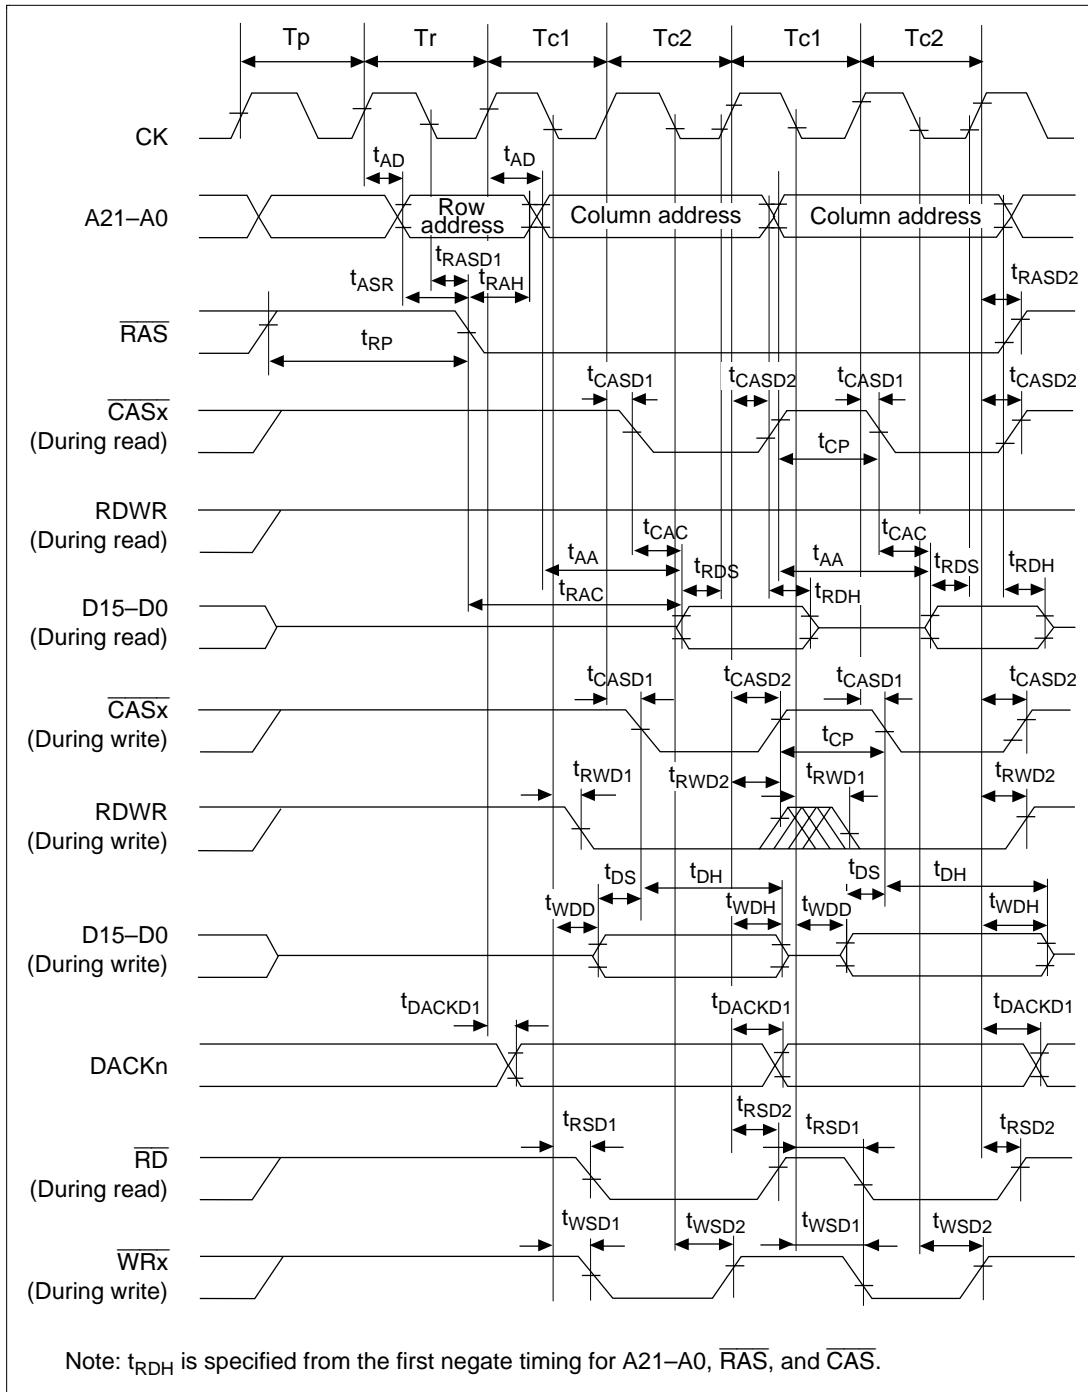 Tp Tr Tc1 Tc2 Tc1 Tc2
CK
tAD tAD
A21–A0 Row address Column address Column address
tRASD1
tASR tRAH tRASD2
RAS
tRP
tCASD1 tCASD2 tCASD1 tCASD2
CASx
(During read)
tCP
RDWR
(During read)
tCAC tCAC
tAA tAA
tRDS tRDS tRDH
tRAC tRDH
D15–D0
(During read)
tCASD1 tCASD2 tCASD1 tCASD2
CASx
(During write)
tCP
tRWD1 tRWD2 tRWD1 tRWD2
RDWR
(During write)
tDS tDH tDS tDH
tWDD tWDH tWDD tWDH
D15–D0
(During write)
tDACKD1 tDACKD1 tDACKD1
DACKn
tRSD1 tRSD2 tRSD1 tRSD2
RD
(During read)
tWSD1 tWSD2 tWSD1 tWSD2
WRx
(During write)
Note: tRDH is specified from the first negate timing for A21–A0, RAS, and CAS.